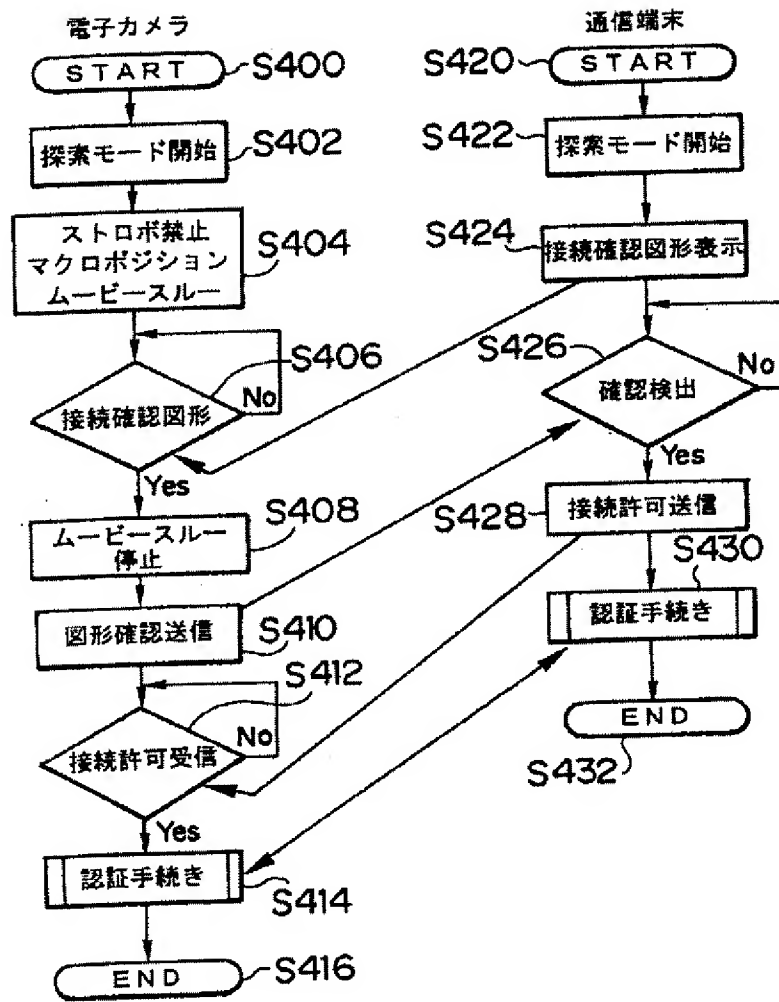 電子カメラ
START
S400
探索モード開始
S402
ストロボ禁止
マクロポジション
ムービースルー
S404
S406
接続確認図形
No
Yes
ムービースルー
停止
S408
図形確認送信
S410
S412
接続許可受信
No
Yes
認証手続き
S414
END
S416
通信端末
S420
START
S422
探索モード開始
S424
接続確認図形表示
S426
確認検出
No
Yes
S428
接続許可送信
S430
認証手続き
END
S432